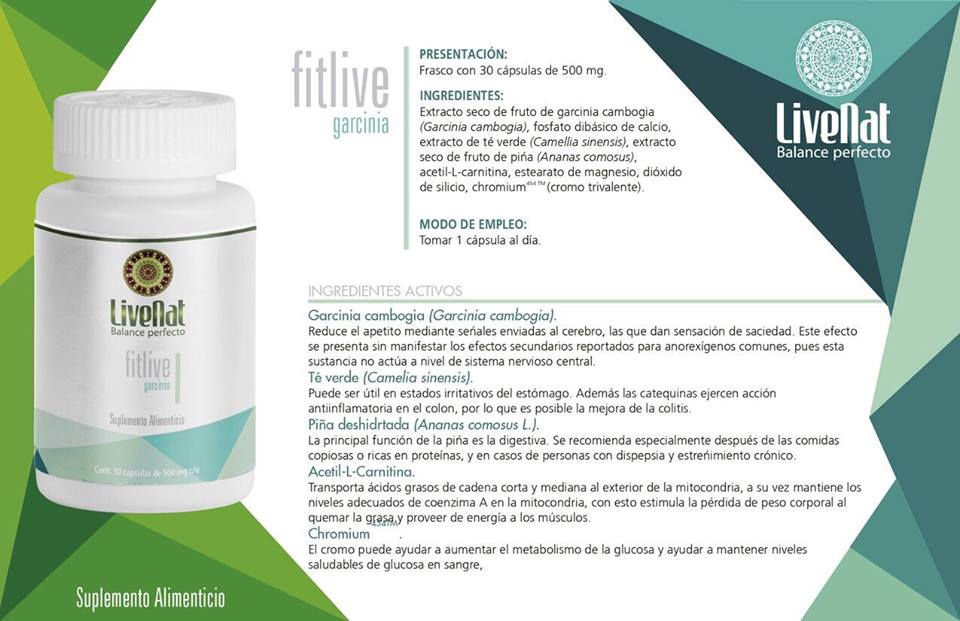 fitlive
garcinia
PRESENTACIÓN:
Frasco con 30 cápsulas de 500 mg.
INGREDIENTES:
Extracto seco de fruto de garcinia cambogia
(Garcinia cambogia), fosfato dibásico de calcio,
extracto de té verde (Camellia sinensis), extracto
seco de fruto de piña (Ananas comosus),
acetil-L-carnitina, estearato de magnesio, dióxido
de silicio, chromium454 TM (cromo trivalente).
MODO DE EMPLEO:
Tomar 1 cápsula al día.
LiveNat
Balance perfecto
LiveNat
Balance perfecto
fitlive
garcinia
Suplemento Alimenticio
Cont. 30 cápsulas de 500 mg c/u
INGREDIENTES ACTIVOS
Garcinia cambogia (Garcinia cambogia).
Reduce el apetito mediante señales enviadas al cerebro, las que dan sensación de saciedad. Este efecto
se presenta sin manifestar los efectos secundarios reportados para anorexígenos comunes, pues esta
sustancia no actúa a nivel de sistema nervioso central.
Té verde (Camelia sinensis).
Puede ser útil en estados irritativos del estómago. Además las catequinas ejercen acción
antiinflamatoria en el colon, por lo que es posible la mejora de la colitis.
Piña deshidrtada (Ananas comosus L.).
La principal función de la piña es la digestiva. Se recomienda especialmente después de las comidas
copiosas o ricas en proteínas, y en casos de personas con dispepsia y estreñimiento crónico.
Acetil-L-Carnitina.
Transporta ácidos grasos de cadena corta y mediana al exterior de la mitocondria, a su vez mantiene los
niveles adecuados de coenzima A en la mitocondria, con esto estimula la pérdida de peso corporal al
quemar la grasa y proveer de energía a los músculos.
Chromium454TM.
El cromo puede ayudar a aumentar el metabolismo de la glucosa y ayudar a mantener niveles
saludables de glucosa en sangre,
Suplemento Alimenticio